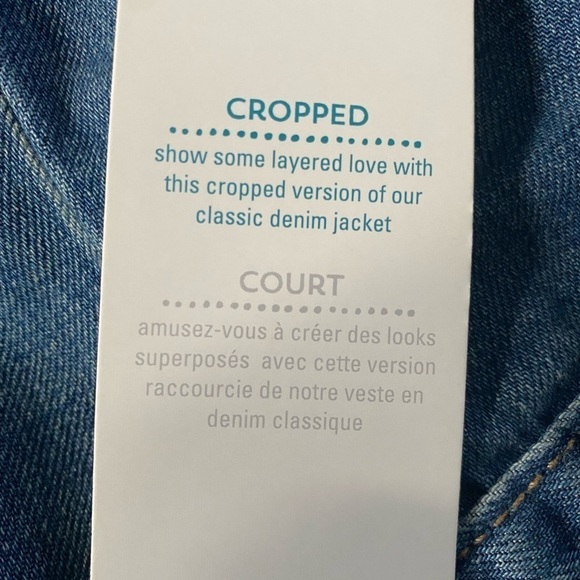 CROPPED
show some layered love with
this cropped version of our
classic denim jacket
COURT
amusez-vous à créer des looks
superposés avec cette version
raccourcie de notre veste en
denim classique